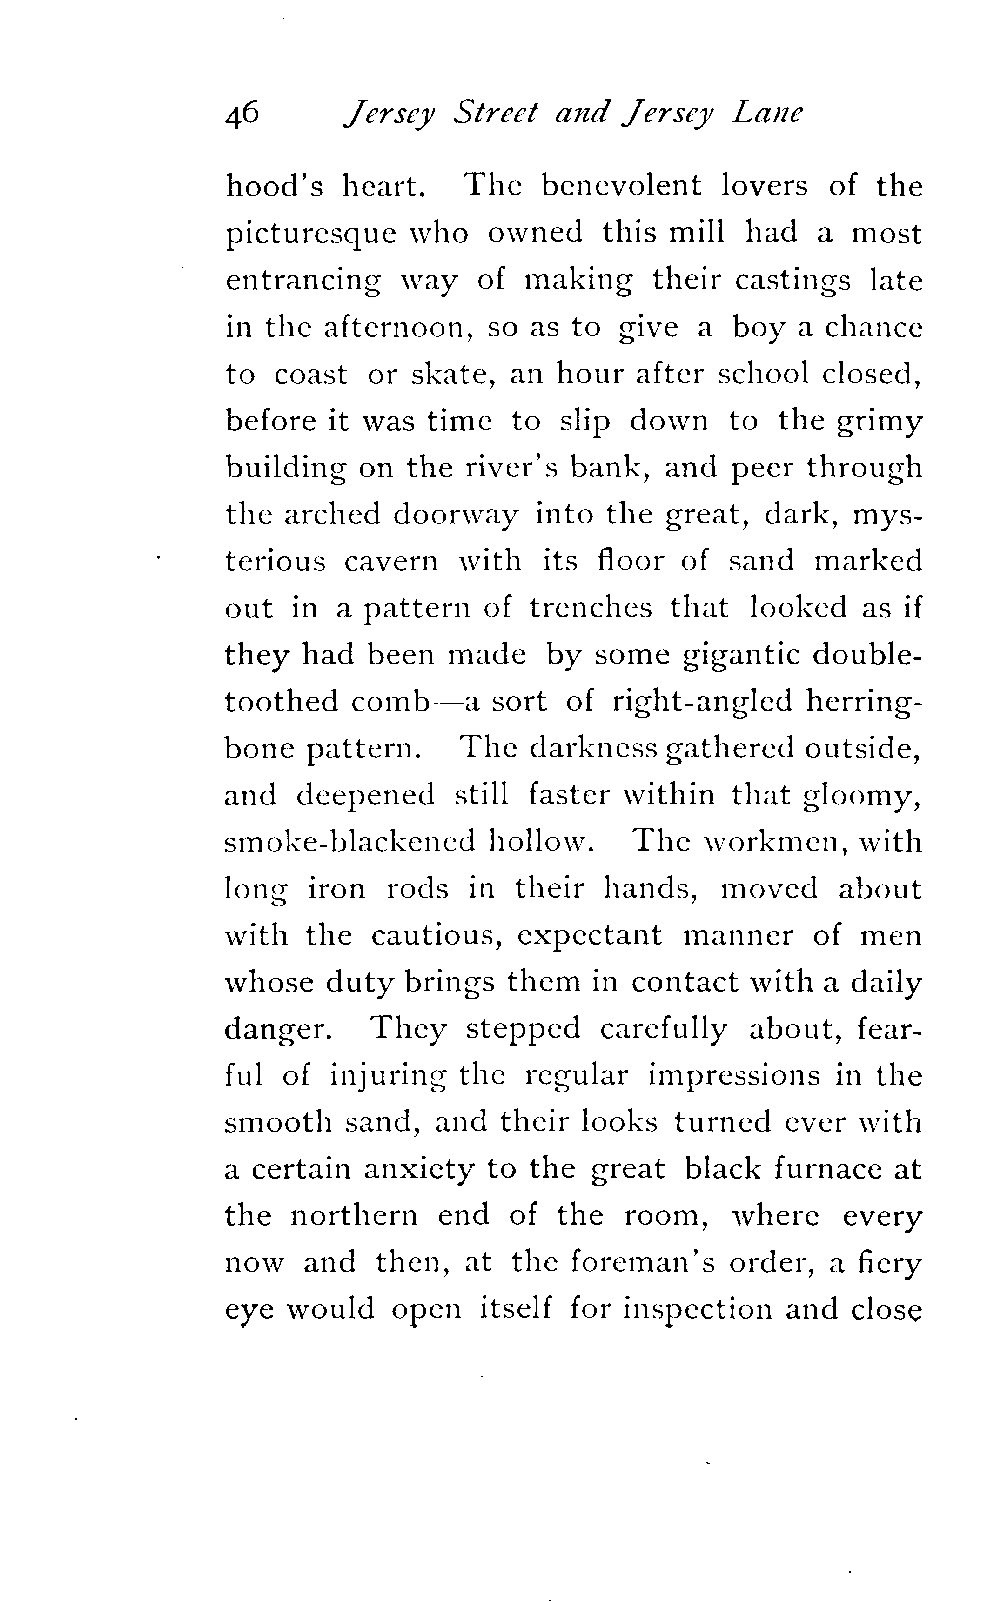 46 Jersey Street and Jersey Lane
hood's heart. The benevolent lovers of the
picturesque who owned this mill had a most
entrancing way of making their castings late
in the afternoon, so as to give a boy a chance
to coast or skate, an hour after school closed,
before it was time to slip down to the grimy
building on the river's bank, and peer through
the arched doorway into the great, dark, mys-
terious cavern with its floor of sand marked
out in a pattern of trenches that looked as if
they had been made by some gigantic double-
toothed comb—a sort of right-angled herring-
bone pattern. The darkness gathered outside,
and deepened still faster within that gloomy,
smoke-blackened hollow. The workmen, with
long iron rods in their hands, moved about
with the cautious, expectant manner of men
whose duty brings them in contact with a daily
danger. They stepped carefully about, fear-
ful of injuring the regular impressions in the
smooth sand, and their looks turned ever with
a certain anxiety to the great black furnace at
the northern end of the room, where every
now and then, at the foreman's order, a fiery
eye would open itself for inspection and close